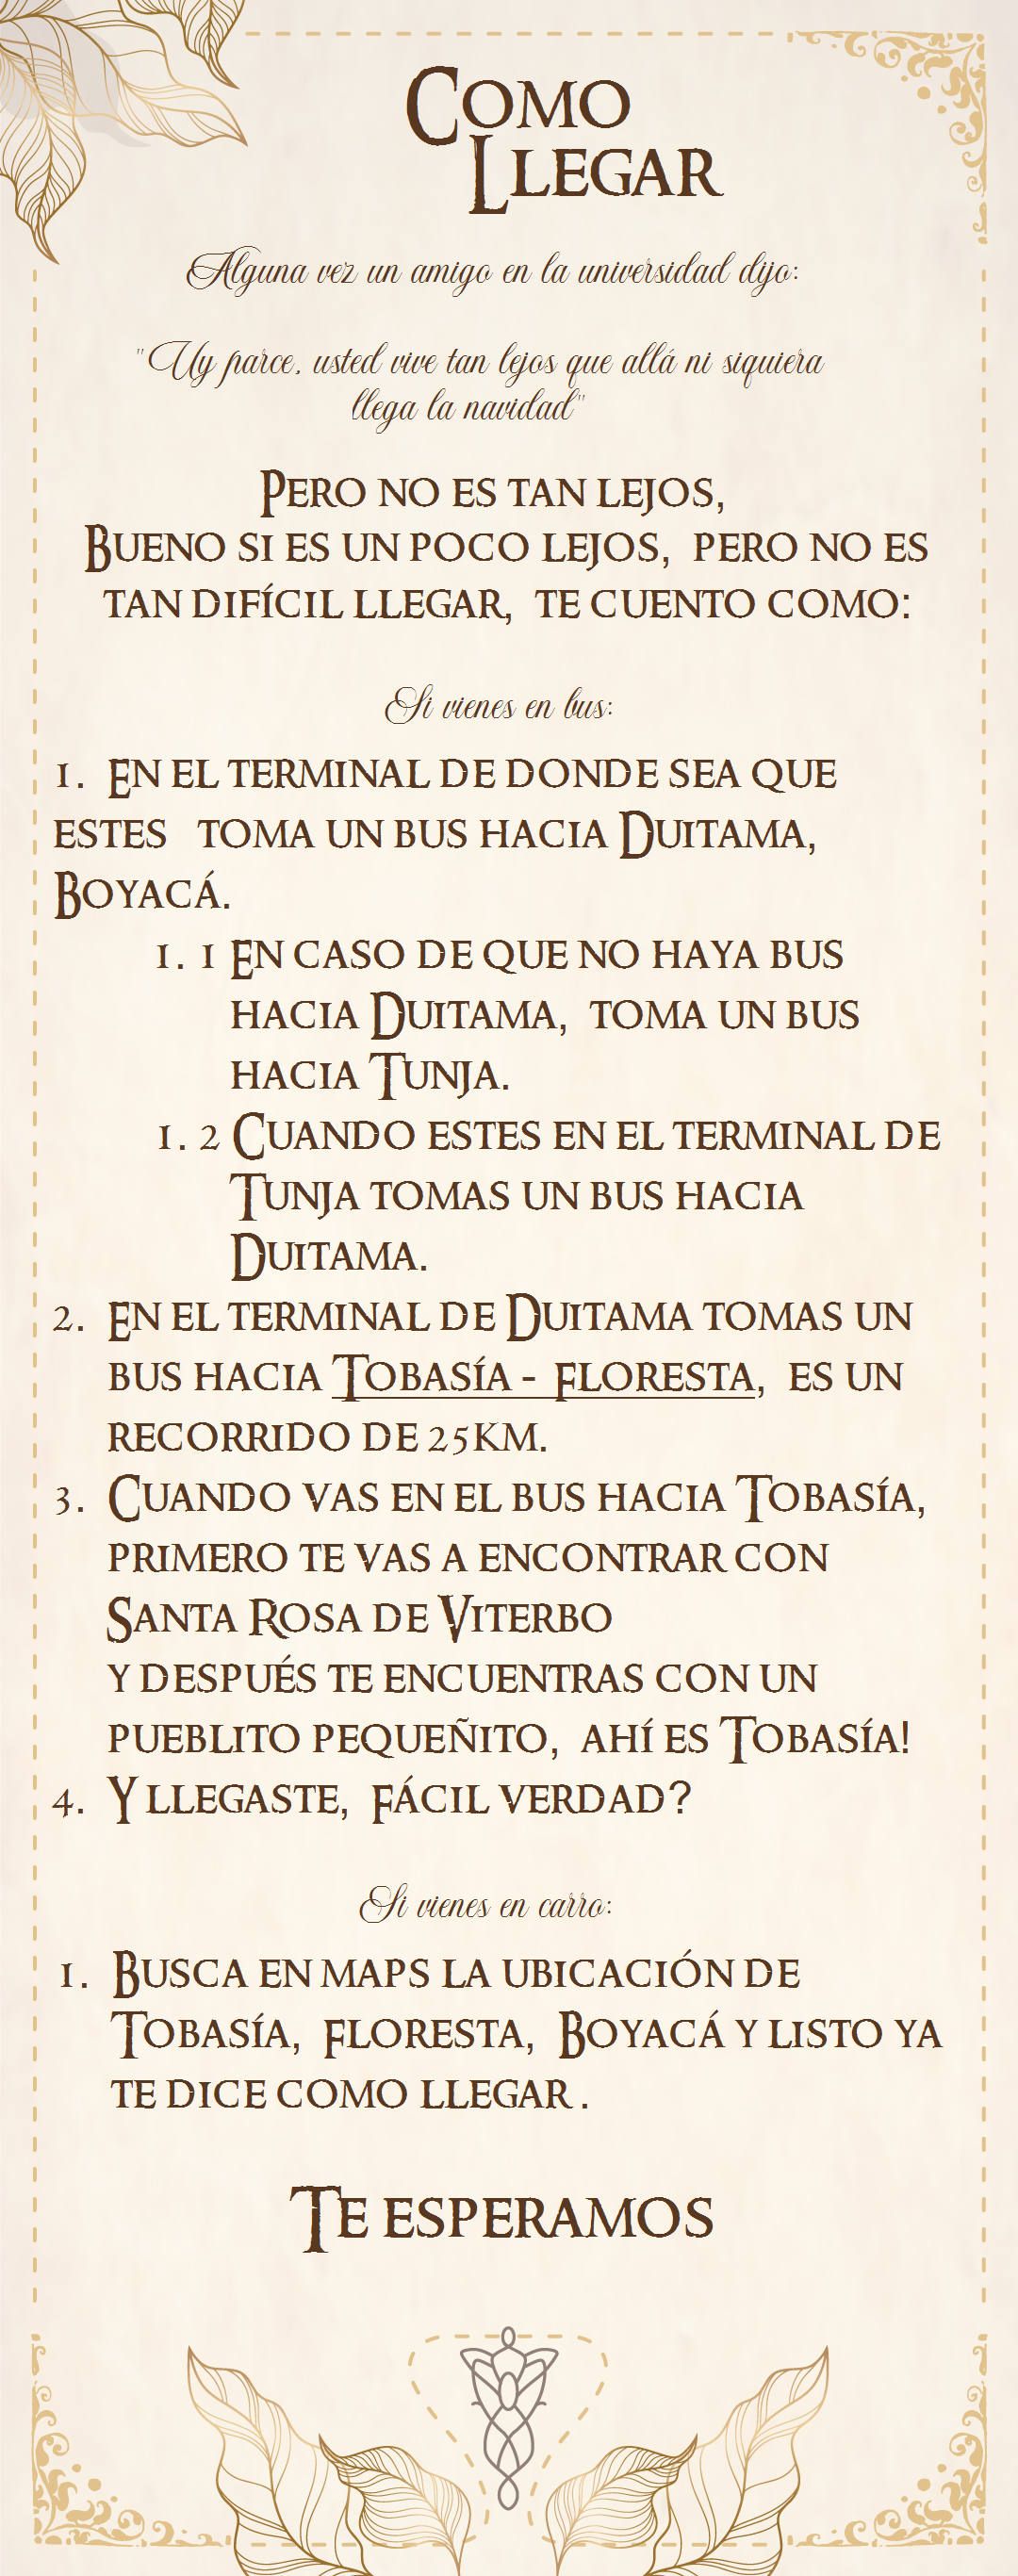 Como
Llegar
Alguna vez un amigo en la universidad dijo:
"Uy parce, usted vive tan lejos que allá ni siquiera
llega la navidad"
Pero no es tan lejos,
Bueno si es un poco lejos, pero no es
tan difícil llegar, te cuento como:
Si vienes en bus:
1. En el terminal de donde sea que
estes toma un bus hacia Duitama,
Boyacá.
1.1 En caso de que no haya bus
hacia Duitama, toma un bus
hacia Tunja.
1.2 Cuando estes en el terminal de
Tunja tomas un bus hacia
Duitama.
2. En el terminal de Duitama tomas un
bus hacia Tobasía - Floresta, es un
recorrido de 25km.
3. Cuando vas en el bus hacia Tobasía,
primero te vas a encontrar con
Santa Rosa de Viterbo
y después te encuentras con un
pueblito pequeñito, ahí es Tobasía!
4. Y llegaste, Fácil verdad?
Si vienes en carro:
1. Busca en maps la ubicación de
Tobasía, Floresta, Boyacá y listo ya
te dice como llegar .
Te esperamos